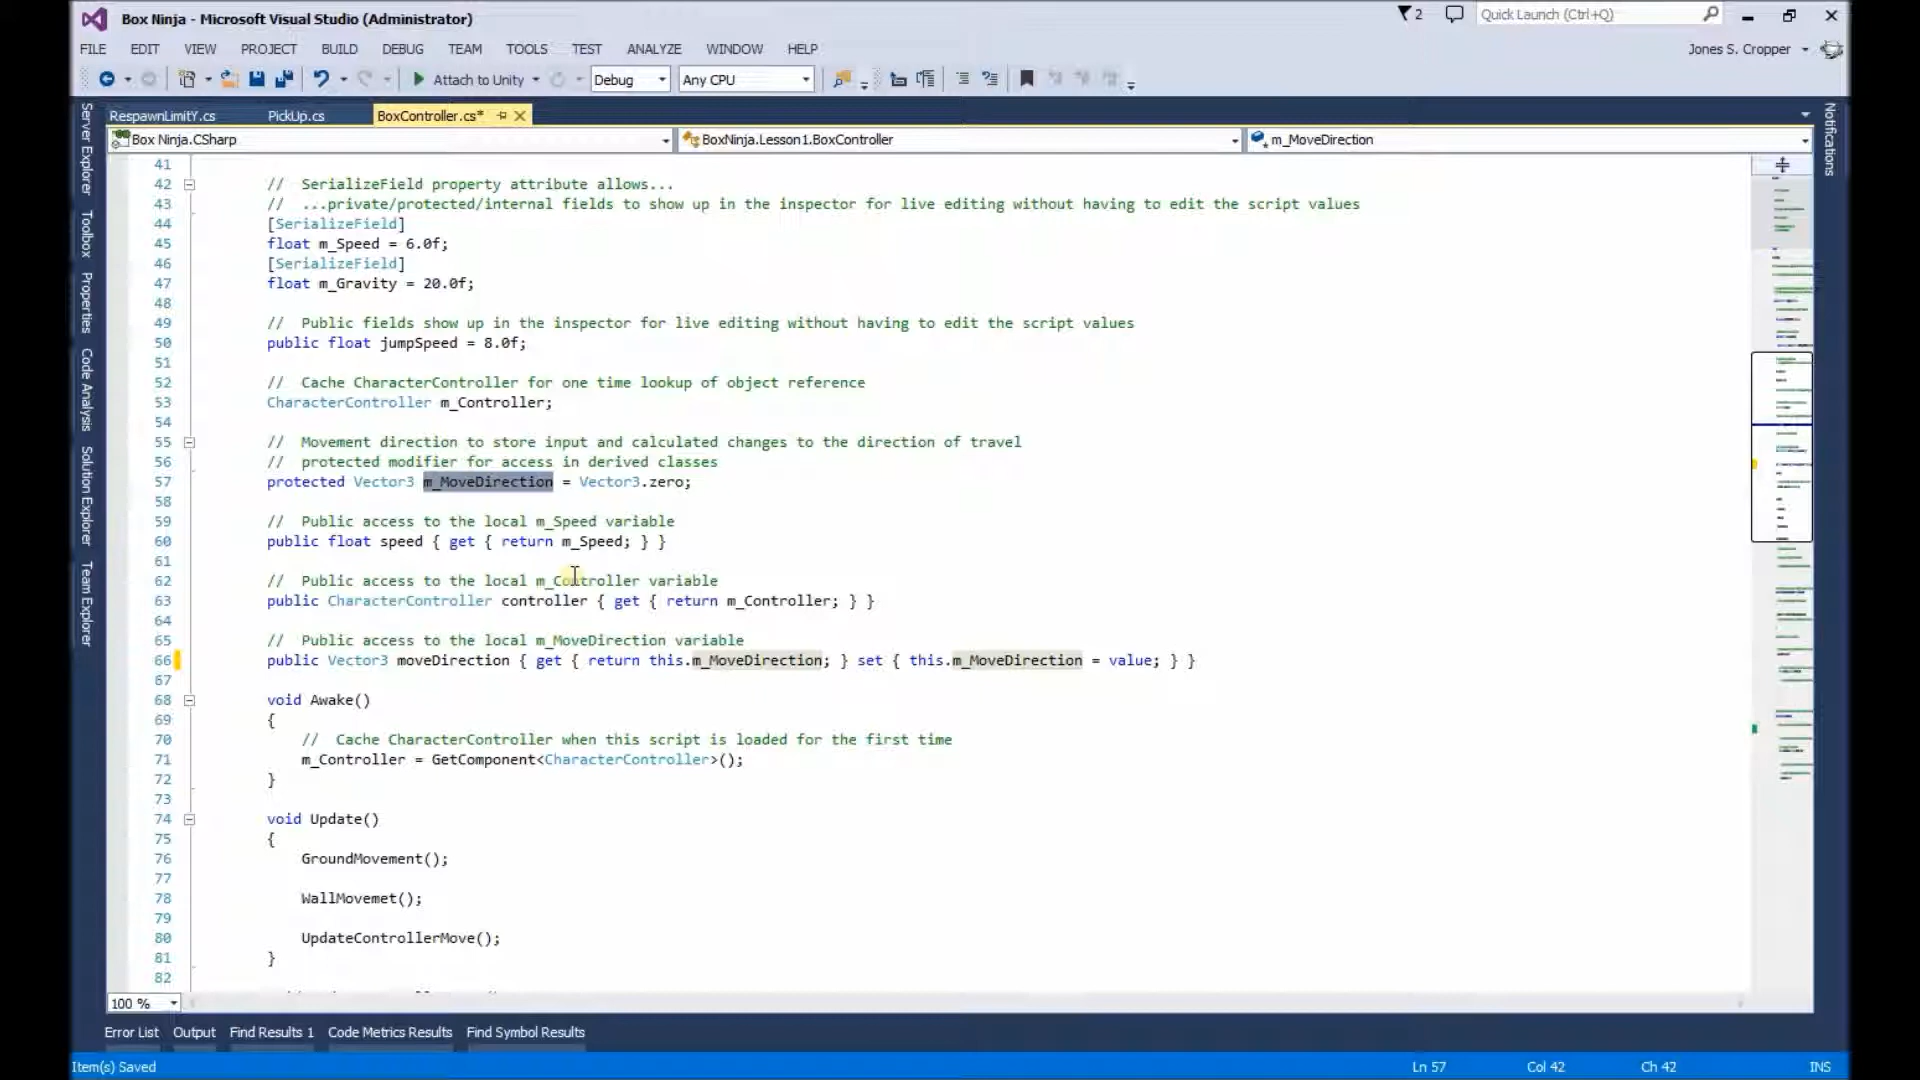 Box Ninja - Microsoft Visual Studio (Administrator)
2
Quick Launch (Ctrl+Q)
FILE EDIT VIEW PROJECT BUILD DEBUG TEAM TOOLS TEST ANALYZE WINDOW HELP
Jones S. Cropper
Attach to Unity
Debug
Any CPU
RespawnLimitY.cs PickUp.cs BoxController.cs*
Box Ninja.CSharp
BoxNinja.Lesson1.BoxController
m_MoveDirection
Server Explorer
Toolbox
Properties
Code Analysis
Solution Explorer
Team Explorer
Notifications
41
42 // SerializeField property attribute allows...
43 // ...private/protected/internal fields to show up in the inspector for live editing without having to edit the script values
44 [SerializeField]
45 float m_Speed = 6.0f;
46 [SerializeField]
47 float m_Gravity = 20.0f;
48
49 // Public fields show up in the inspector for live editing without having to edit the script values
50 public float jumpSpeed = 8.0f;
51
52 // Cache CharacterController for one time lookup of object reference
53 CharacterController m_Controller;
54
55 // Movement direction to store input and calculated changes to the direction of travel
56 // protected modifier for access in derived classes
57 protected Vector3 m_MoveDirection = Vector3.zero;
58
59 // Public access to the local m_Speed variable
60 public float speed { get { return m_Speed; } }
61
62 // Public access to the local m_Controller variable
63 public CharacterController controller { get { return m_Controller; } }
64
65 // Public access to the local m_MoveDirection variable
66 public Vector3 moveDirection { get { return this.m_MoveDirection; } set { this.m_MoveDirection = value; } }
67
68 void Awake()
69 {
70 // Cache CharacterController when this script is loaded for the first time
71 m_Controller = GetComponent<CharacterController>();
72 }
73
74 void Update()
75 {
76 GroundMovement();
77
78 WallMovemet();
79
80 UpdateControllerMove();
81 }
82
100 %
Error List Output Find Results 1 Code Metrics Results Find Symbol Results
Item(s) Saved
Ln 57 Col 42 Ch 42 INS